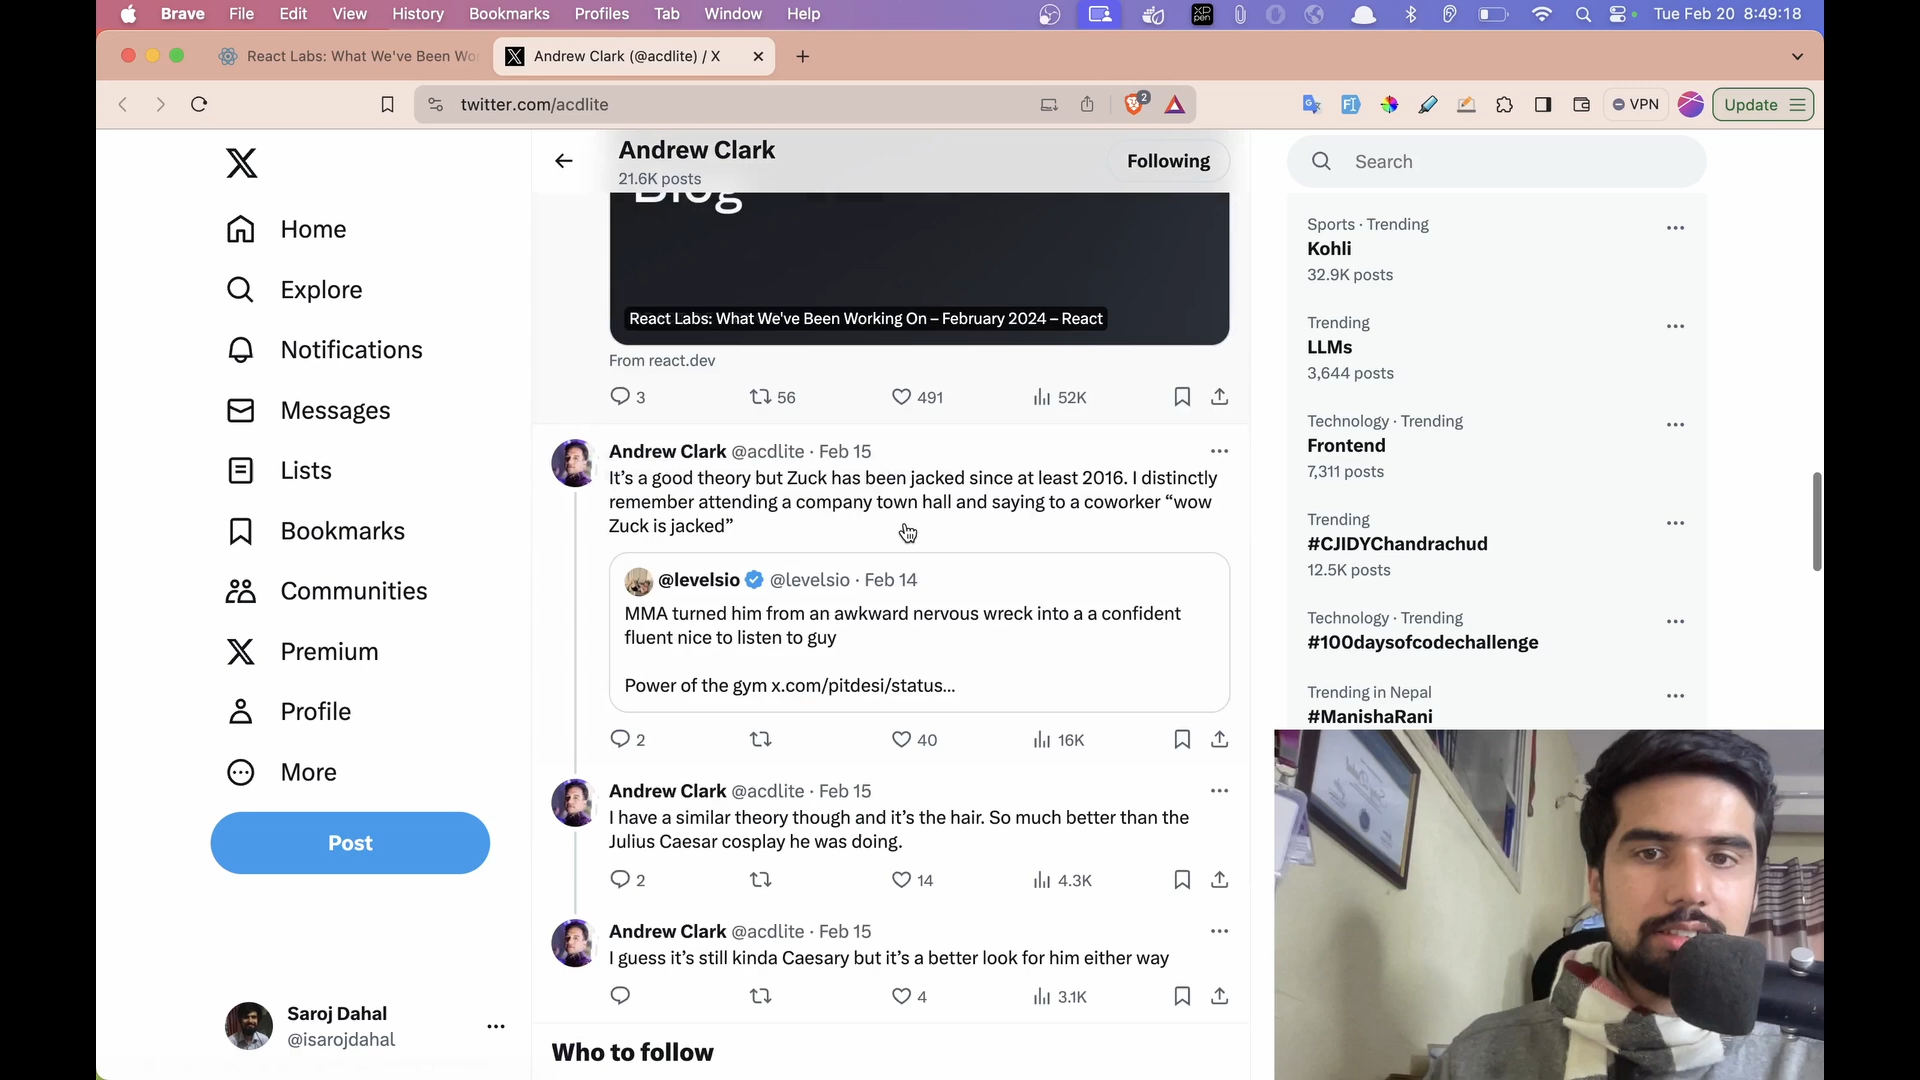 Brave File Edit View History Bookmarks Profiles Tab Window Help
Tue Feb 20 8:49:18
React Labs: What We've Been Wo
Andrew Clark (@acdlite) / X
twitter.com/acdlite
2
VPN
Update
Home
Explore
Notifications
Messages
Lists
Bookmarks
Communities
Premium
Profile
More
Post
Saroj Dahal
@isarojdahal
Andrew Clark
21.6K posts
Following
Blog
React Labs: What We've Been Working On – February 2024 – React
From react.dev
3 56 491 52K
Andrew Clark @acdlite · Feb 15
It's a good theory but Zuck has been jacked since at least 2016. I distinctly
remember attending a company town hall and saying to a coworker “wow
Zuck is jacked”
@levelsio @levelsio · Feb 14
MMA turned him from an awkward nervous wreck into a a confident
fluent nice to listen to guy
Power of the gym x.com/pitdesi/status...
2 40 16K
Andrew Clark @acdlite · Feb 15
I have a similar theory though and it's the hair. So much better than the
Julius Caesar cosplay he was doing.
2 14 4.3K
Andrew Clark @acdlite · Feb 15
I guess it's still kinda Caesary but it's a better look for him either way
4 3.1K
Who to follow
Search
Sports · Trending
Kohli
32.9K posts
Trending
LLMs
3,644 posts
Technology · Trending
Frontend
7,311 posts
Trending
#CJIDYChandrachud
12.5K posts
Technology · Trending
#100daysofcodechallenge
Trending in Nepal
#ManishaRani